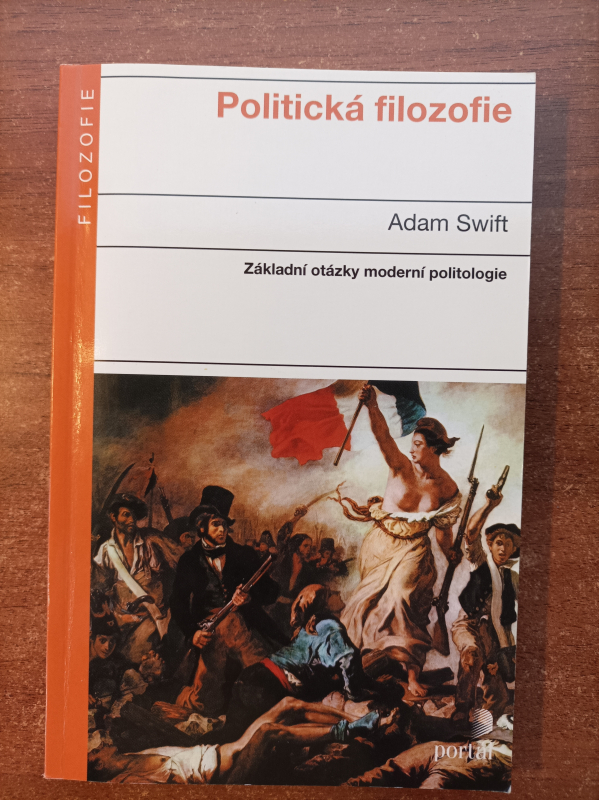 FILOZOFIE
Politická filozofie
Adam Swift
Základní otázky moderní politologie
portál